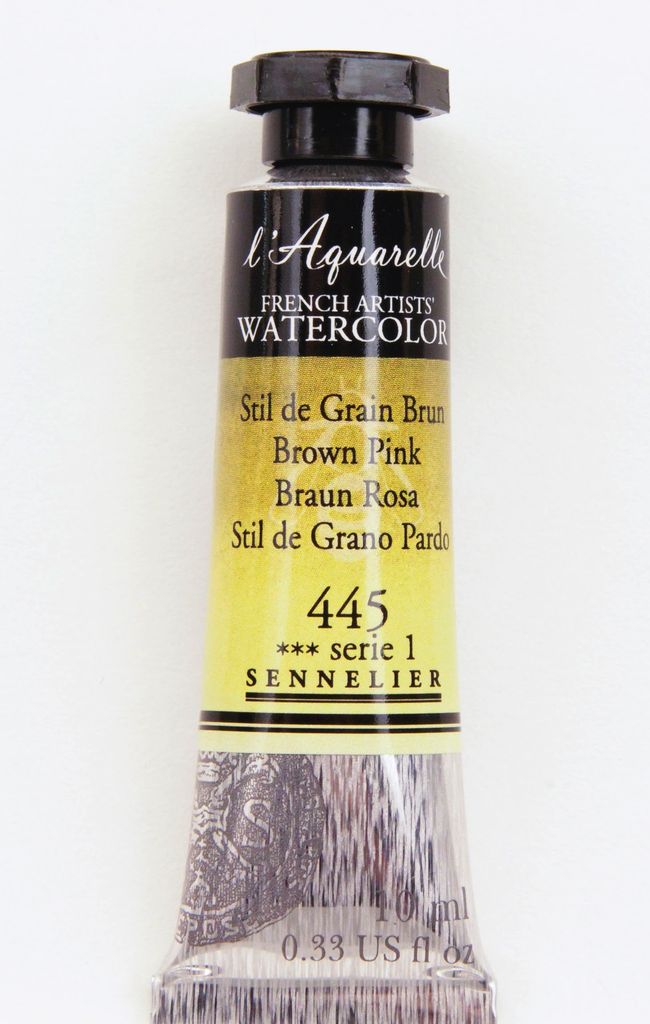 l'Aquarelle
FRENCH ARTISTS'
WATERCOLOR
Stil de Grain Brun
Brown Pink
Braun Rosa
Stil de Grano Pardo
445
*** serie 1
SENNELIER
10 ml
0.33 US fl oz